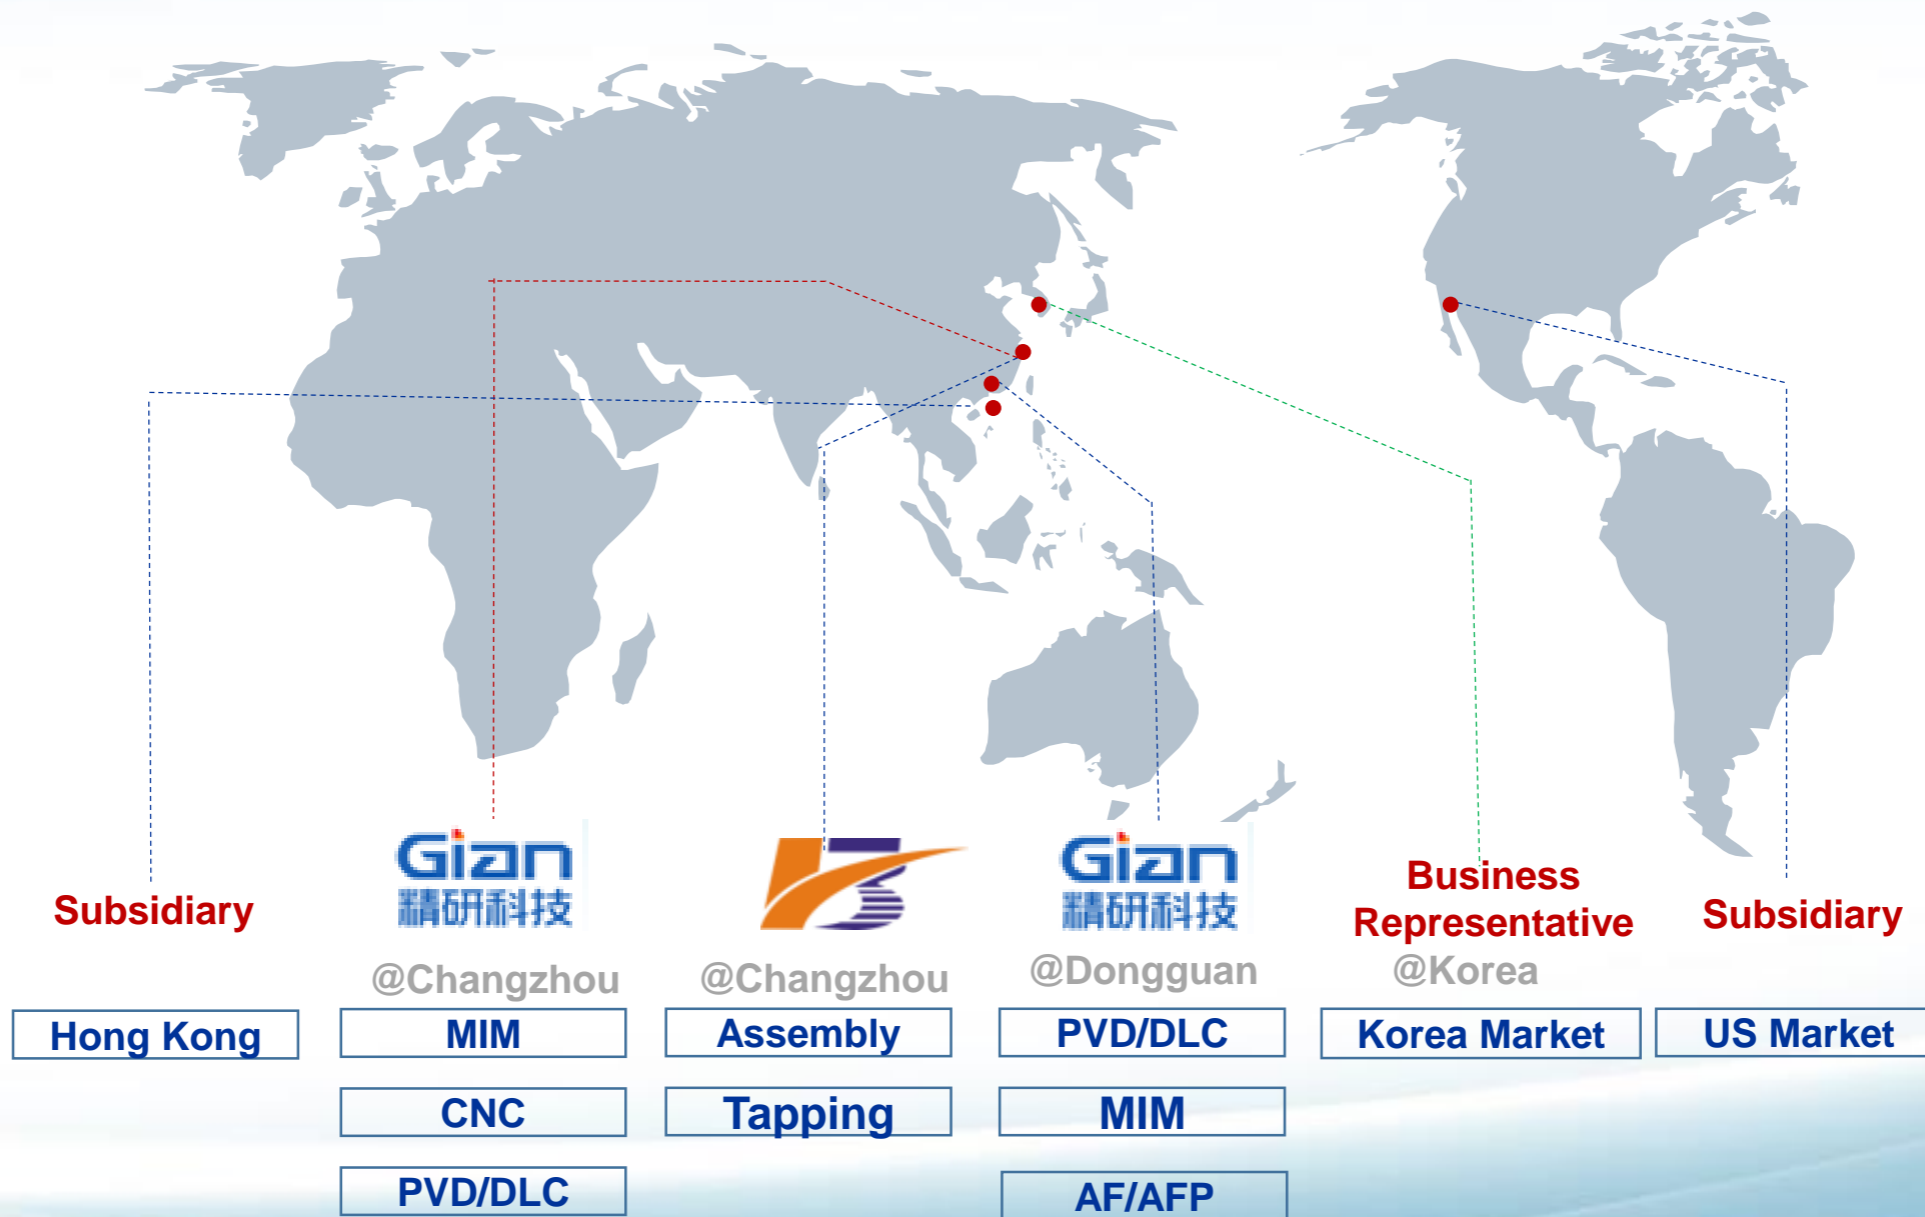 Subsidiary
Hong Kong
Gian
精研科技
@Changzhou
MIM
CNC
PVD/DLC
@Changzhou
Assembly
Tapping
Gian
精研科技
@Dongguan
PVD/DLC
MIM
AF/AFP
Business
Representative
@Korea
Korea Market
Subsidiary
US Market